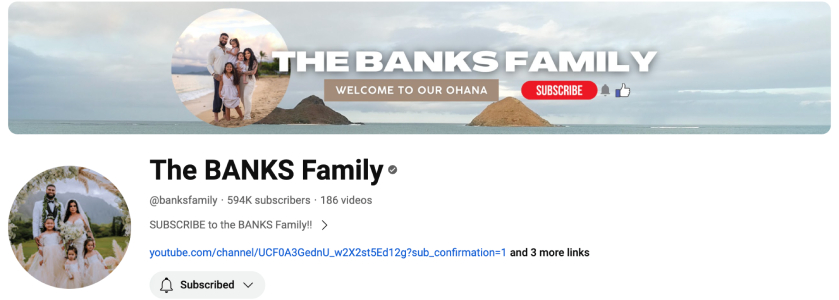 THE BANKS FAMILY
WELCOME TO OUR OHANA
SUBSCRIBE
The BANKS Family
@banksfamily · 594K subscribers · 186 videos
SUBSCRIBE to the BANKS Family!!
youtube.com/channel/UCF0A3GednU_w2X2st5Ed12g?sub_confirmation=1 and 3 more links
Subscribed